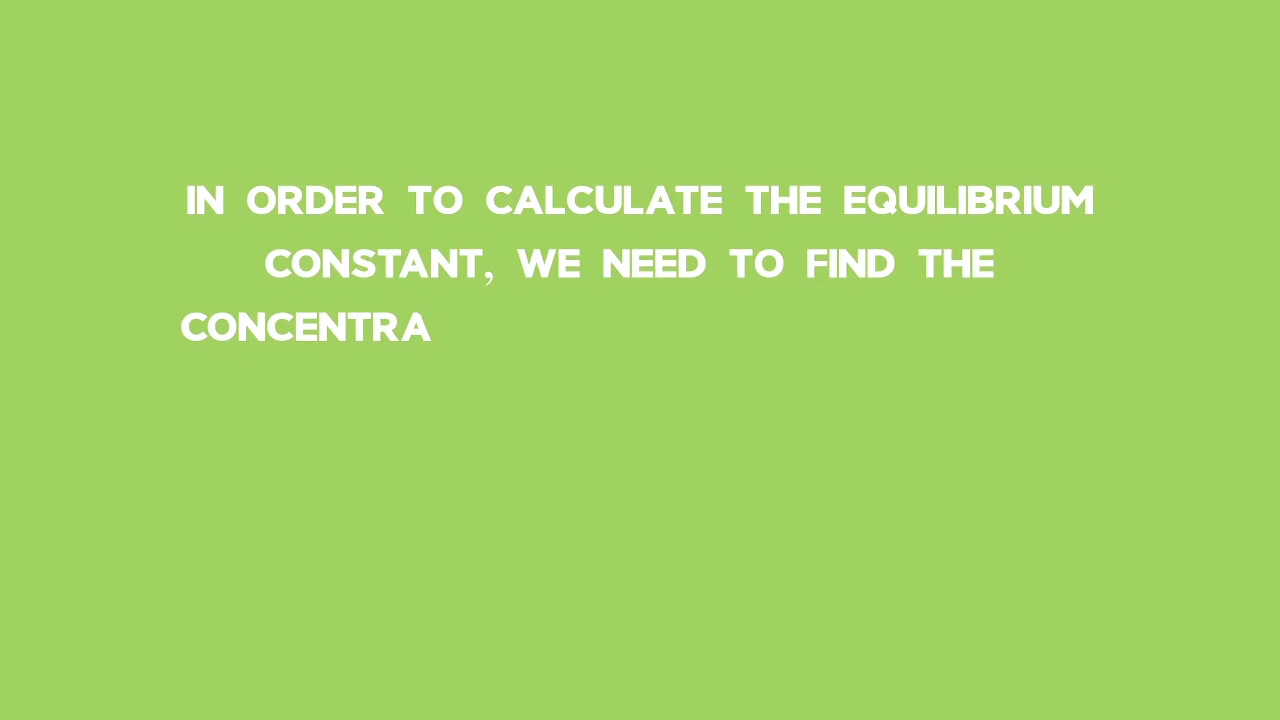 IN ORDER TO CALCULATE THE EQUILIBRIUM
CONSTANT, WE NEED TO FIND THE
CONCENTRA